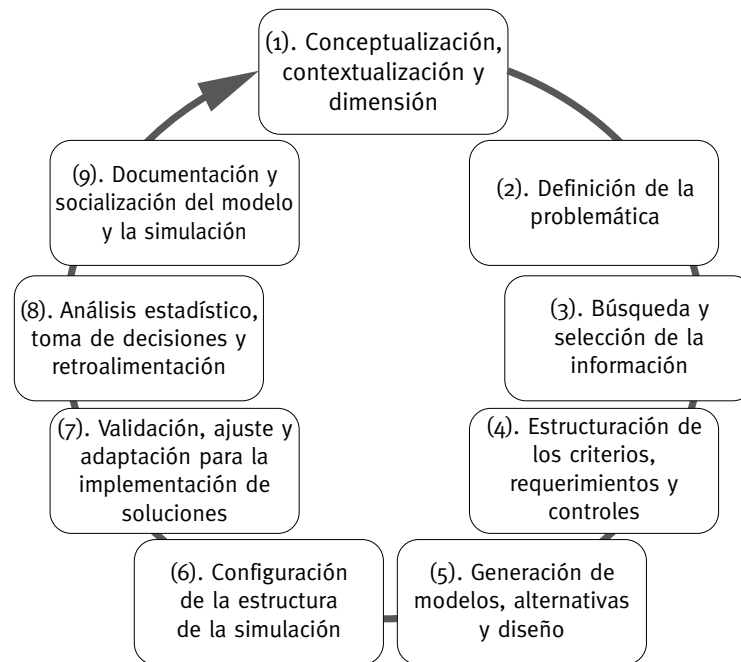 (1). Conceptualización,
contextualización y
dimensión
(2). Definición de la
problemática
(3). Búsqueda y
selección de la
información
(4). Estructuración de
los criterios,
requerimientos y
controles
(5). Generación de
modelos, alternativas
y diseño
(6). Configuración
de la estructura
de la simulación
(7). Validación, ajuste y
adaptación para la
implementación de
soluciones
(8). Análisis estadístico,
toma de decisiones y
retroalimentación
(9). Documentación y
socialización del modelo
y la simulación